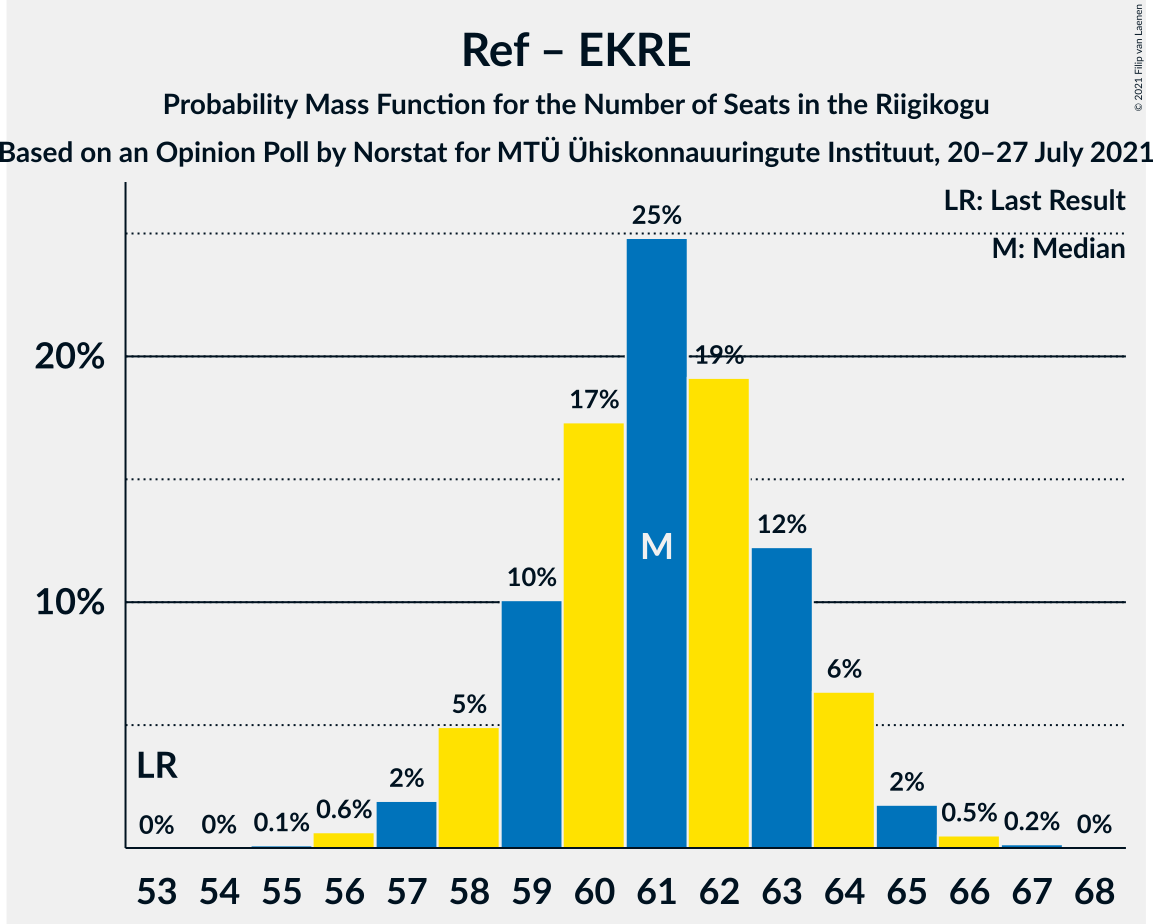 Ref – EKRE
Probability Mass Function for the Number of Seats in the Riigikogu
Based on an Opinion Poll by Norstat for MTÜ Ühiskonnauuringute Instituut, 20–27 July 2021
© 2021 Filip van Laenen
LR: Last Result
M: Median
20%
10%
LR
M
0%
0%
0.1%
0.6%
2%
5%
10%
17%
25%
19%
12%
6%
2%
0.5%
0.2%
0%
53 54 55 56 57 58 59 60 61 62 63 64 65 66 67 68